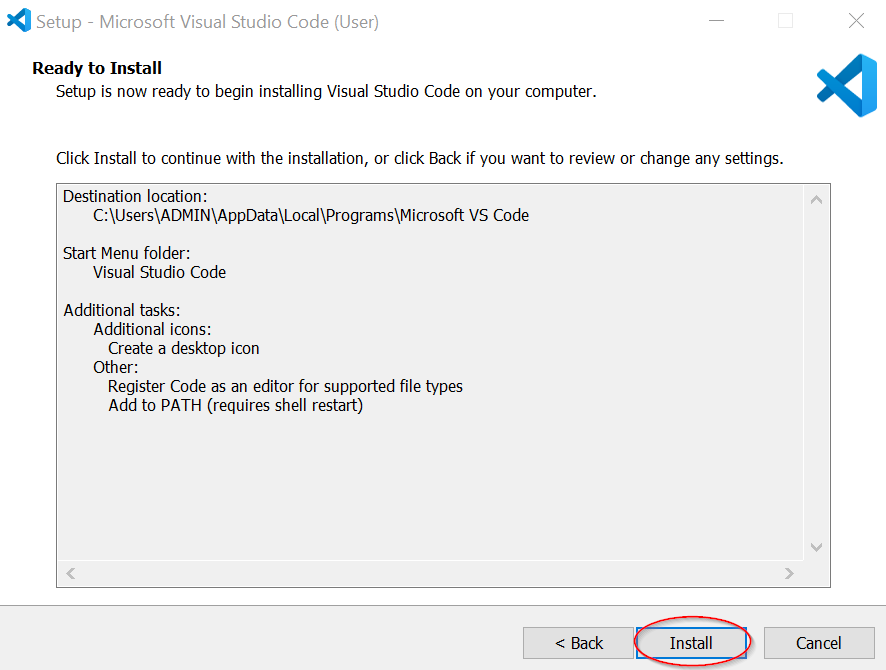 Setup - Microsoft Visual Studio Code (User)
Ready to Install
Setup is now ready to begin installing Visual Studio Code on your computer.
Click Install to continue with the installation, or click Back if you want to review or change any settings.
Destination location:
C:\Users\ADMIN\AppData\Local\Programs\Microsoft VS Code
Start Menu folder:
Visual Studio Code
Additional tasks:
Additional icons:
Create a desktop icon
Other:
Register Code as an editor for supported file types
Add to PATH (requires shell restart)
< Back Install Cancel